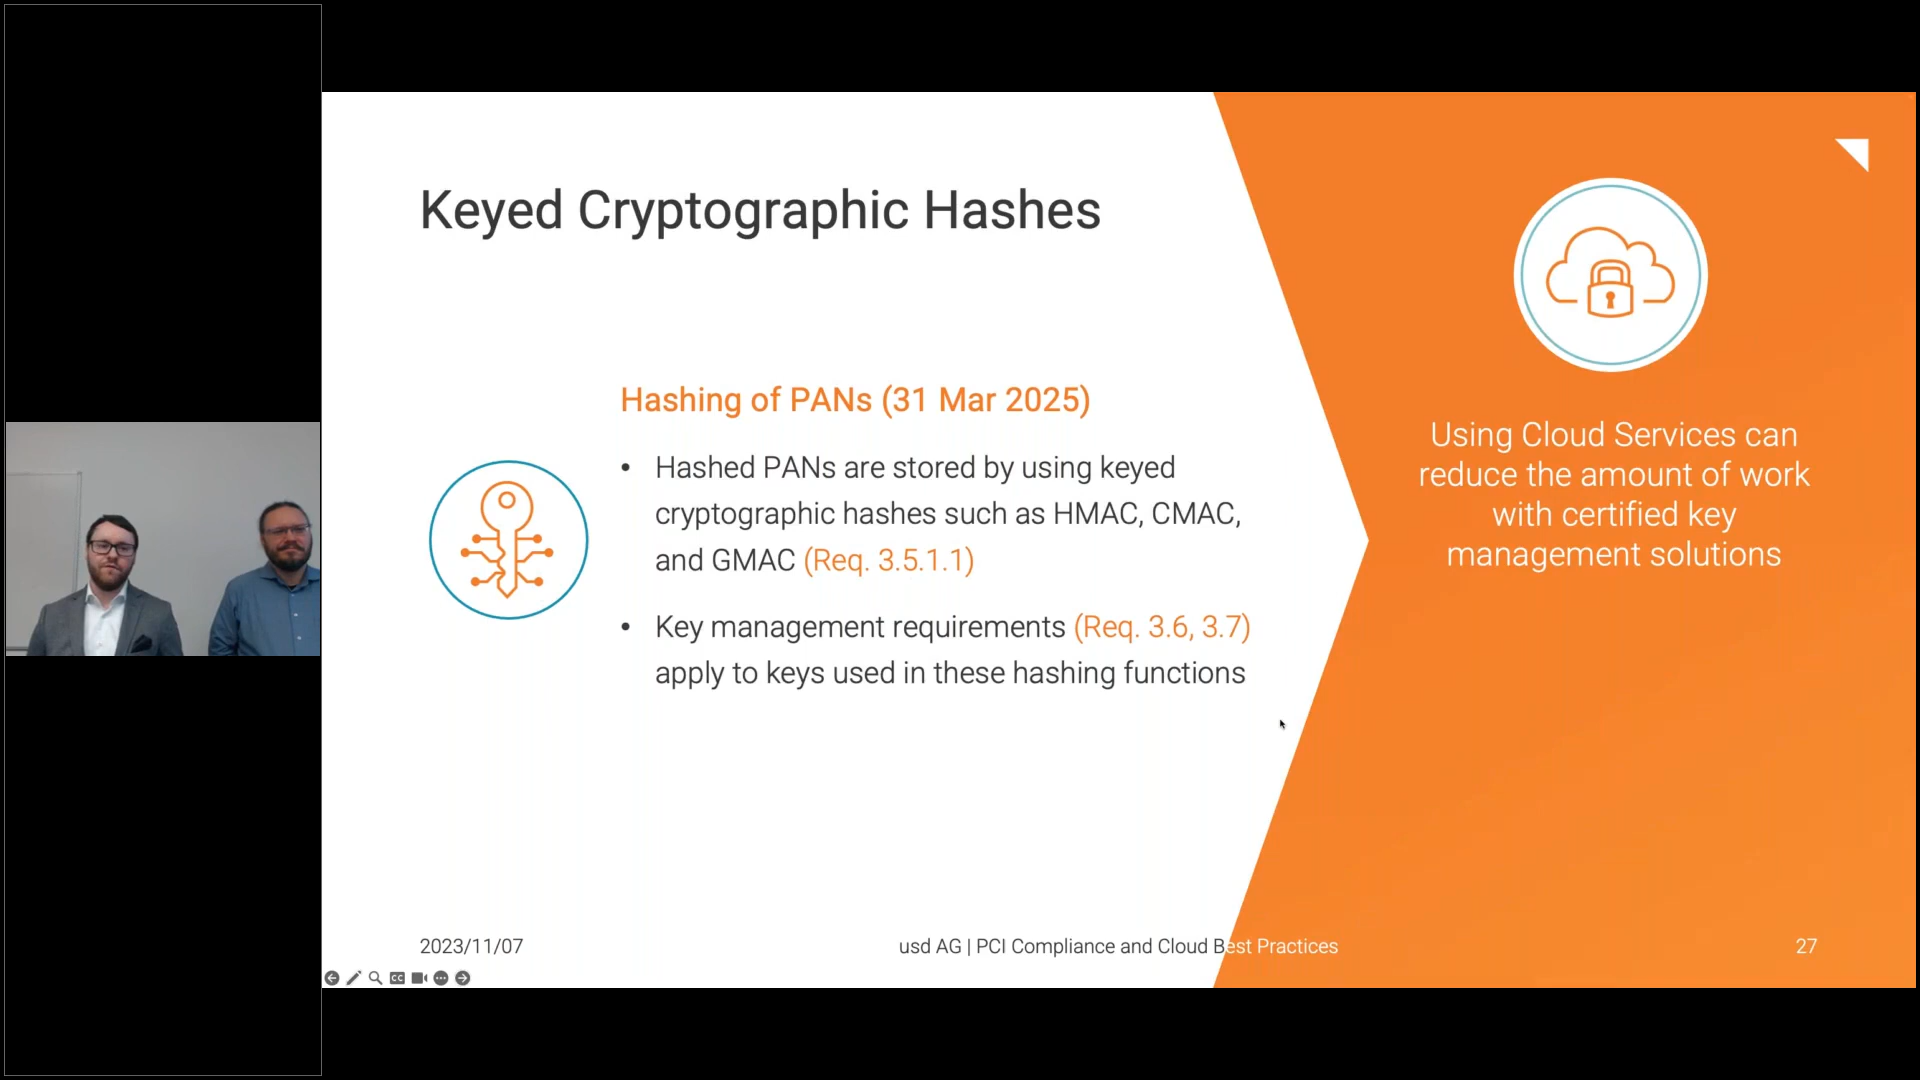 Keyed Cryptographic Hashes
Hashing of PANs (31 Mar 2025)
• Hashed PANs are stored by using keyed
cryptographic hashes such as HMAC, CMAC,
and GMAC (Req. 3.5.1.1)
• Key management requirements (Req. 3.6, 3.7)
apply to keys used in these hashing functions
Using Cloud Services can
reduce the amount of work
with certified key
management solutions
2023/11/07
usd AG | PCI Compliance and Cloud Best Practices
27
CC